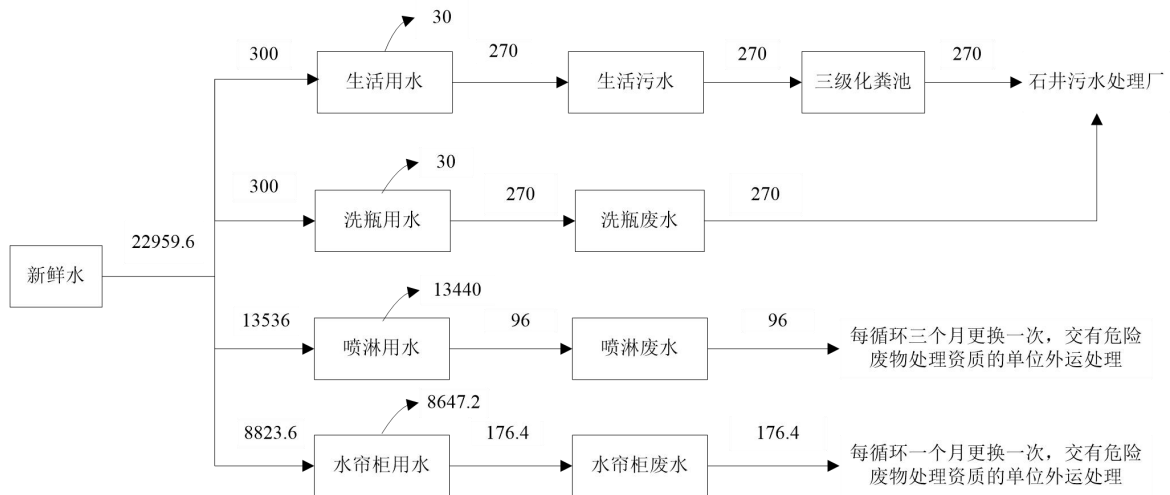 30
300
生活用水
270
生活污水
270
三级化粪池
270
石井污水处理厂
30
300
洗瓶用水
270
洗瓶废水
270
新鲜水
22959.6
13440
13536
喷淋用水
96
喷淋废水
96
每循环三个月更换一次，交有危险
废物处理资质的单位外运处理
8647.2
8823.6
水帘柜用水
176.4
水帘柜废水
176.4
每循环一个月更换一次，交有危险
废物处理资质的单位外运处理